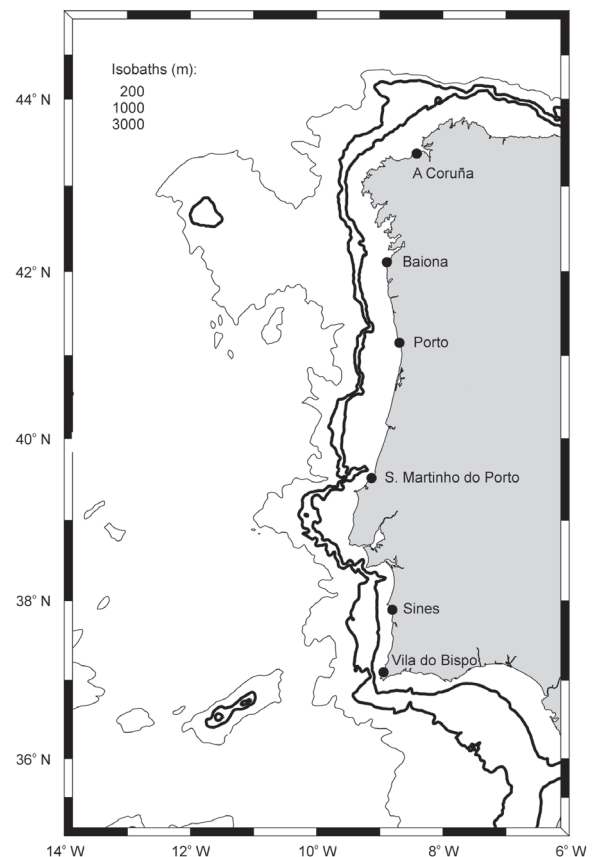 Isobaths (m):
200
1000
3000
44° N
A Coruña
42° N
Baiona
Porto
40° N
S. Martinho do Porto
38° N
Sines
Vila do Bispo
36° N
14° W 12° W 10° W 8° W 6° W